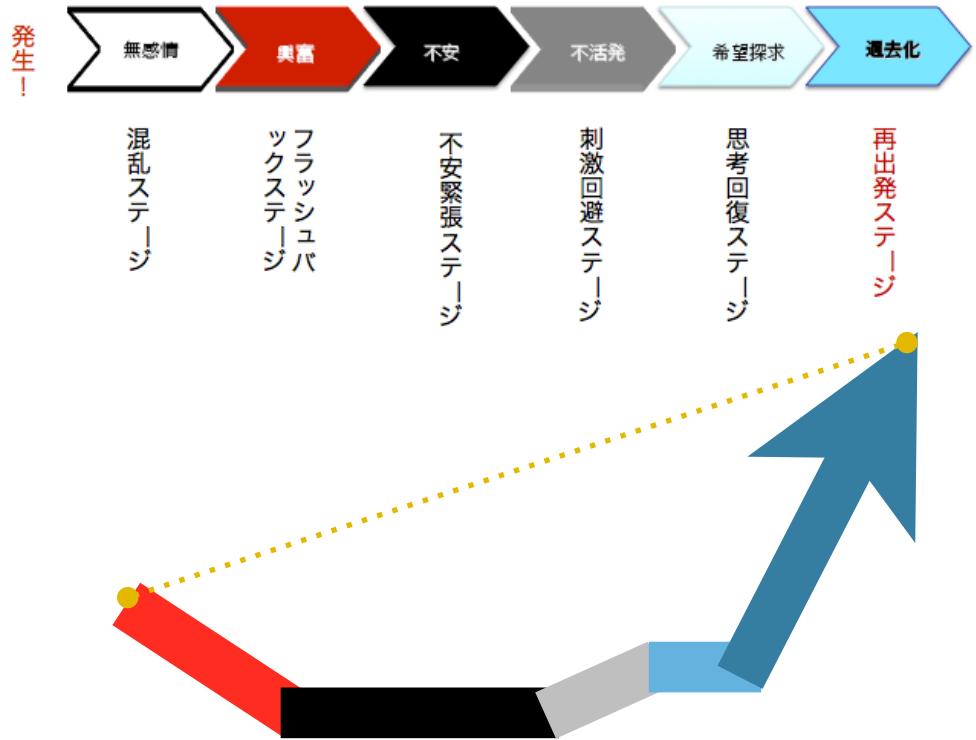 発生！
無感情
興奮
不安
不活発
希望探求
過去化
混乱ステージ
フラッシュバ
ックステージ
不安緊張ステージ
刺激回避ステージ
思考回復ステージ
再出発ステージ